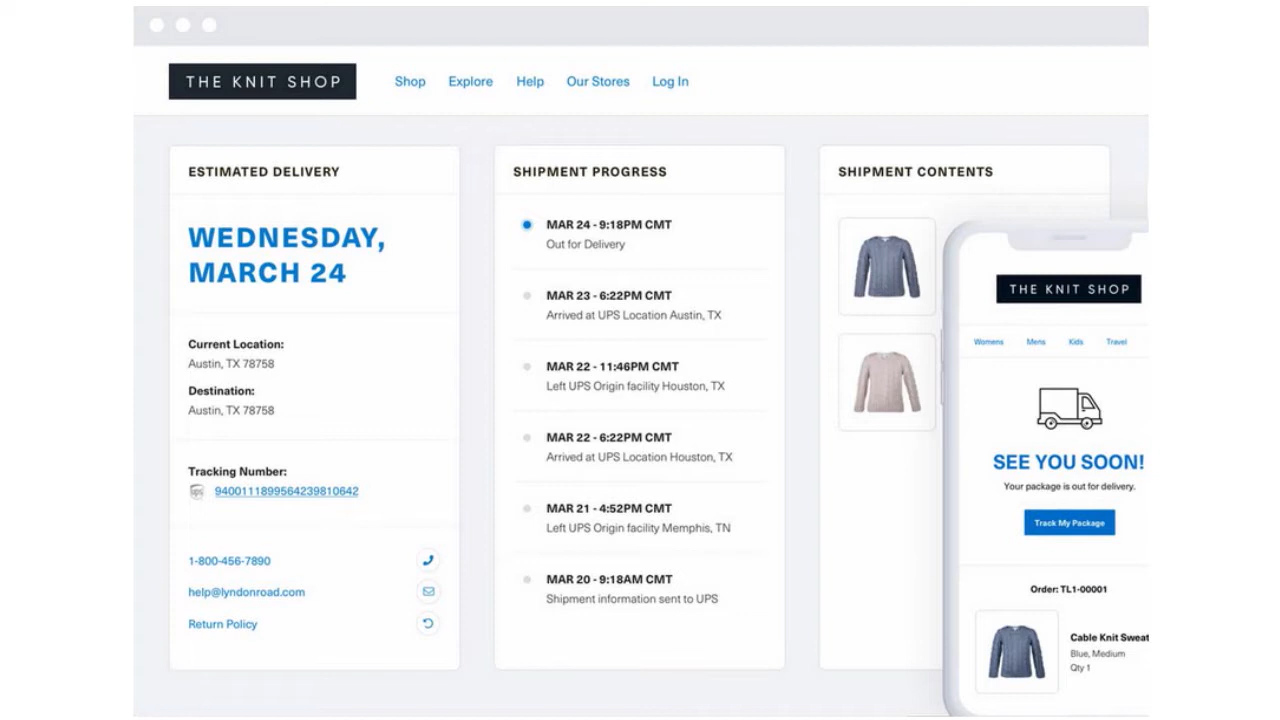 THE KNIT SHOP
Shop Explore Help Our Stores Log In
ESTIMATED DELIVERY
WEDNESDAY,
MARCH 24
Current Location:
Austin, TX 78758
Destination:
Austin, TX 78758
Tracking Number:
ups 9400111899564239810642
1-800-456-7890
help@lyndonroad.com
Return Policy
SHIPMENT PROGRESS
MAR 24 - 9:18PM CMT
Out for Delivery
MAR 23 - 6:22PM CMT
Arrived at UPS Location Austin, TX
MAR 22 - 11:46PM CMT
Left UPS Origin facility Houston, TX
MAR 22 - 6:22PM CMT
Arrived at UPS Location Houston, TX
MAR 21 - 4:52PM CMT
Left UPS Origin facility Memphis, TN
MAR 20 - 9:18AM CMT
Shipment information sent to UPS
SHIPMENT CONTENTS
THE KNIT SHOP
Womens Mens Kids Travel
SEE YOU SOON!
Your package is out for delivery.
Track My Package
Order: TL1-00001
Cable Knit Sweat
Blue, Medium
Qty 1